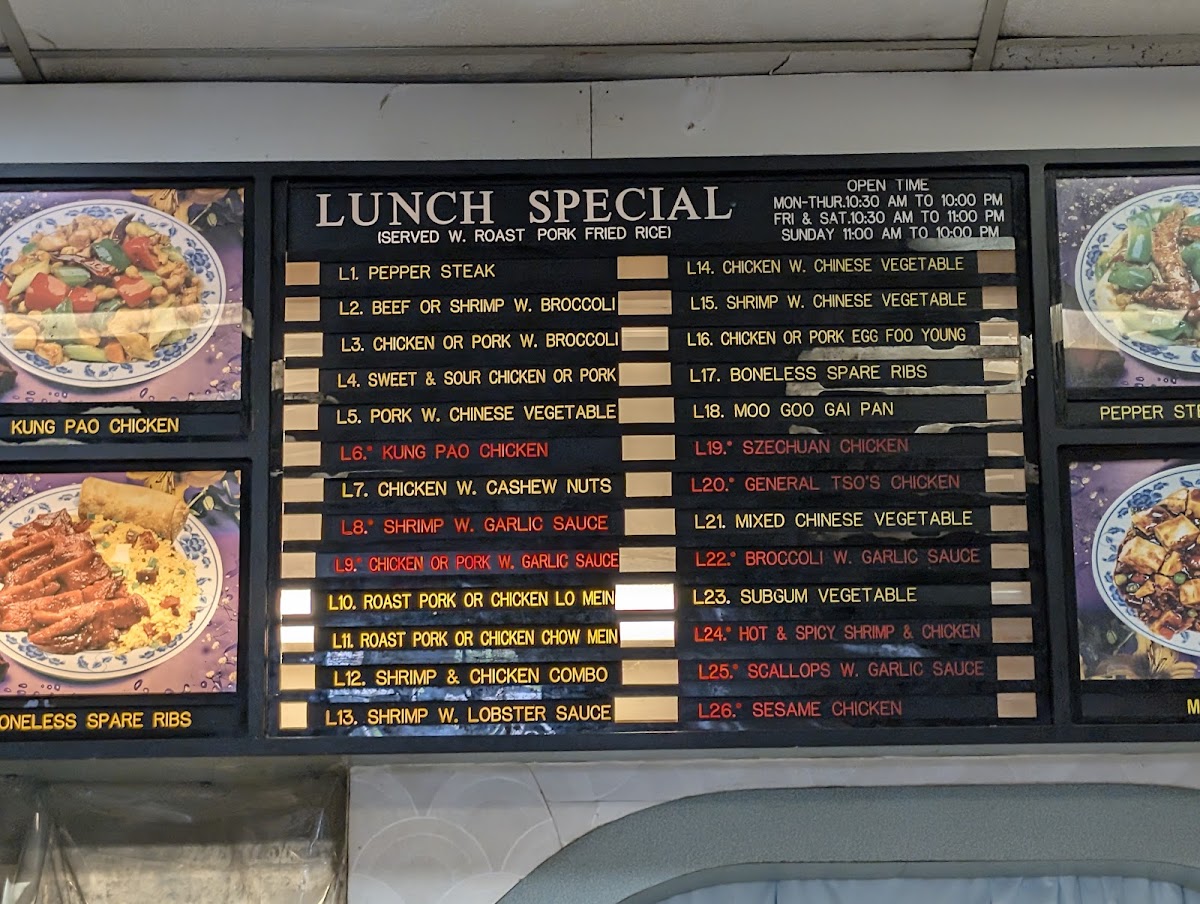 LUNCH SPECIAL
(SERVED W. ROAST PORK FRIED RICE)
OPEN TIME
MON-THUR.10:30 AM TO 10:00 PM
FRI & SAT.10:30 AM TO 11:00 PM
SUNDAY 11:00 AM TO 10:00 PM
L1. PEPPER STEAK
L2. BEEF OR SHRIMP W. BROCCOLI
L3. CHICKEN OR PORK W. BROCCOLI
L4. SWEET & SOUR CHICKEN OR PORK
L5. PORK W. CHINESE VEGETABLE
L6.* KUNG PAO CHICKEN
L7. CHICKEN W. CASHEW NUTS
L8.* SHRIMP W. GARLIC SAUCE
L9.* CHICKEN OR PORK W. GARLIC SAUCE
L10. ROAST PORK OR CHICKEN LO MEIN
L11. ROAST PORK OR CHICKEN CHOW MEIN
L12. SHRIMP & CHICKEN COMBO
L13. SHRIMP W. LOBSTER SAUCE
L14. CHICKEN W. CHINESE VEGETABLE
L15. SHRIMP W. CHINESE VEGETABLE
L16. CHICKEN OR PORK EGG FOO YOUNG
L17. BONELESS SPARE RIBS
L18. MOO GOO GAI PAN
L19.* SZECHUAN CHICKEN
L20.* GENERAL TSO'S CHICKEN
L21. MIXED CHINESE VEGETABLE
L22.* BROCCOLI W. GARLIC SAUCE
L23. SUBGUM VEGETABLE
L24.* HOT & SPICY SHRIMP & CHICKEN
L25.* SCALLOPS W. GARLIC SAUCE
L26.* SESAME CHICKEN
KUNG PAO CHICKEN
ONELESS SPARE RIBS
PEPPER STE
M